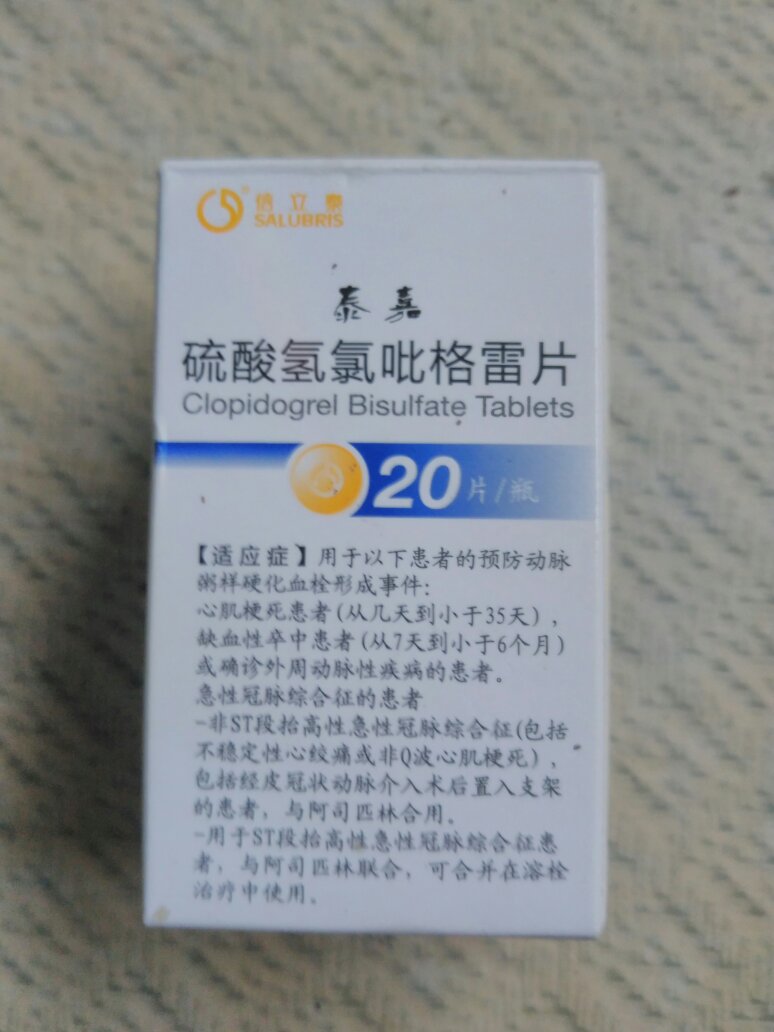 信立泰
SALUBRIS
泰嘉
硫酸氢氯吡格雷片
Clopidogrel Bisulfate Tablets
20片/瓶
【适应症】用于以下患者的预防动脉
粥样硬化血栓形成事件：
心肌梗死患者(从几天到小于35天)，
缺血性卒中患者(从7天到小于6个月)
或确诊外周动脉性疾病的患者。
急性冠脉综合征的患者
-非ST段抬高性急性冠脉综合征(包括
不稳定性心绞痛或非Q波心肌梗死)，
包括经皮冠状动脉介入术后置入支架
的患者，与阿司匹林合用。
-用于ST段抬高性急性冠脉综合征患
者，与阿司匹林联合，可合并在溶栓
治疗中使用。